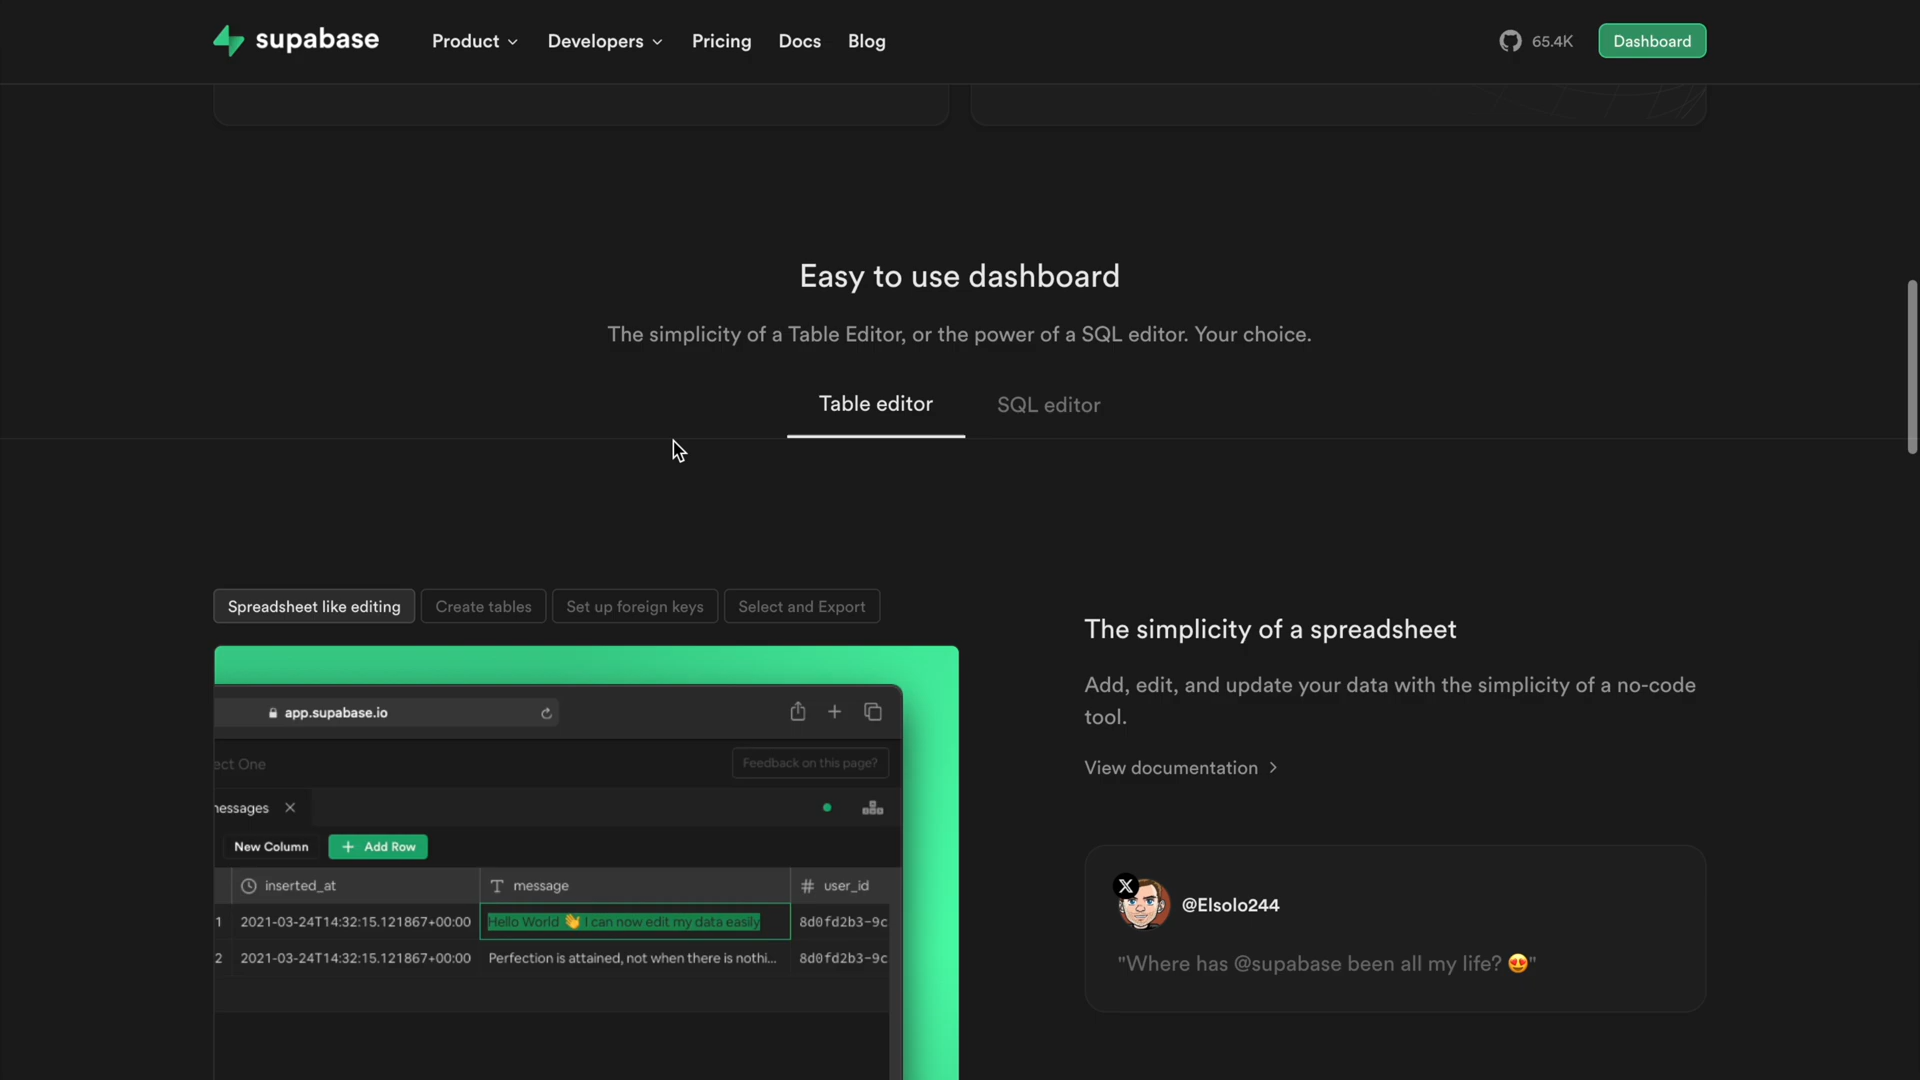 supabase
Product
Developers
Pricing
Docs
Blog
65.4K
Dashboard
Easy to use dashboard
The simplicity of a Table Editor, or the power of a SQL editor. Your choice.
Table editor
SQL editor
Spreadsheet like editing
Create tables
Set up foreign keys
Select and Export
The simplicity of a spreadsheet
Add, edit, and update your data with the simplicity of a no-code
tool.
View documentation
app.supabase.io
ect One
Feedback on this page?
nessages
New Column
+ Add Row
inserted_at
T message
# user_id
1 2021-03-24T14:32:15.121867+00:00 Hello World 👋 I can now edit my data easily 8d0fd2b3-9c
2 2021-03-24T14:32:15.121867+00:00 Perfection is attained, not when there is nothi... 8d0fd2b3-9c
X
@Elsolo244
"Where has @supabase been all my life? 😍"